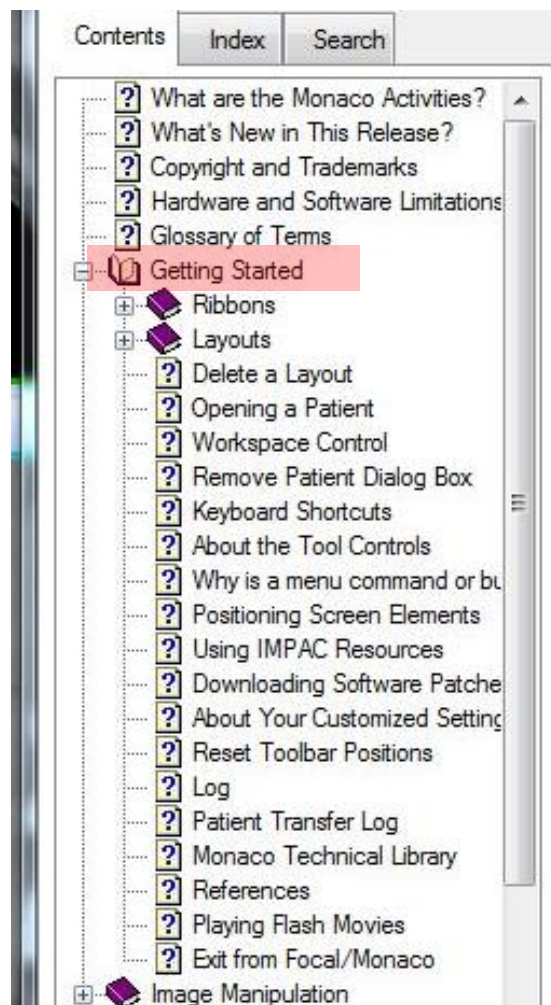 Contents Index Search
What are the Monaco Activities?
What's New in This Release?
Copyright and Trademarks
Hardware and Software Limitations
Glossary of Terms
Getting Started
Ribbons
Layouts
Delete a Layout
Opening a Patient
Workspace Control
Remove Patient Dialog Box
Keyboard Shortcuts
About the Tool Controls
Why is a menu command or bu
Positioning Screen Elements
Using IMPAC Resources
Downloading Software Patche
About Your Customized Setting
Reset Toolbar Positions
Log
Patient Transfer Log
Monaco Technical Library
References
Playing Flash Movies
Exit from Focal/Monaco
Image Manipulation